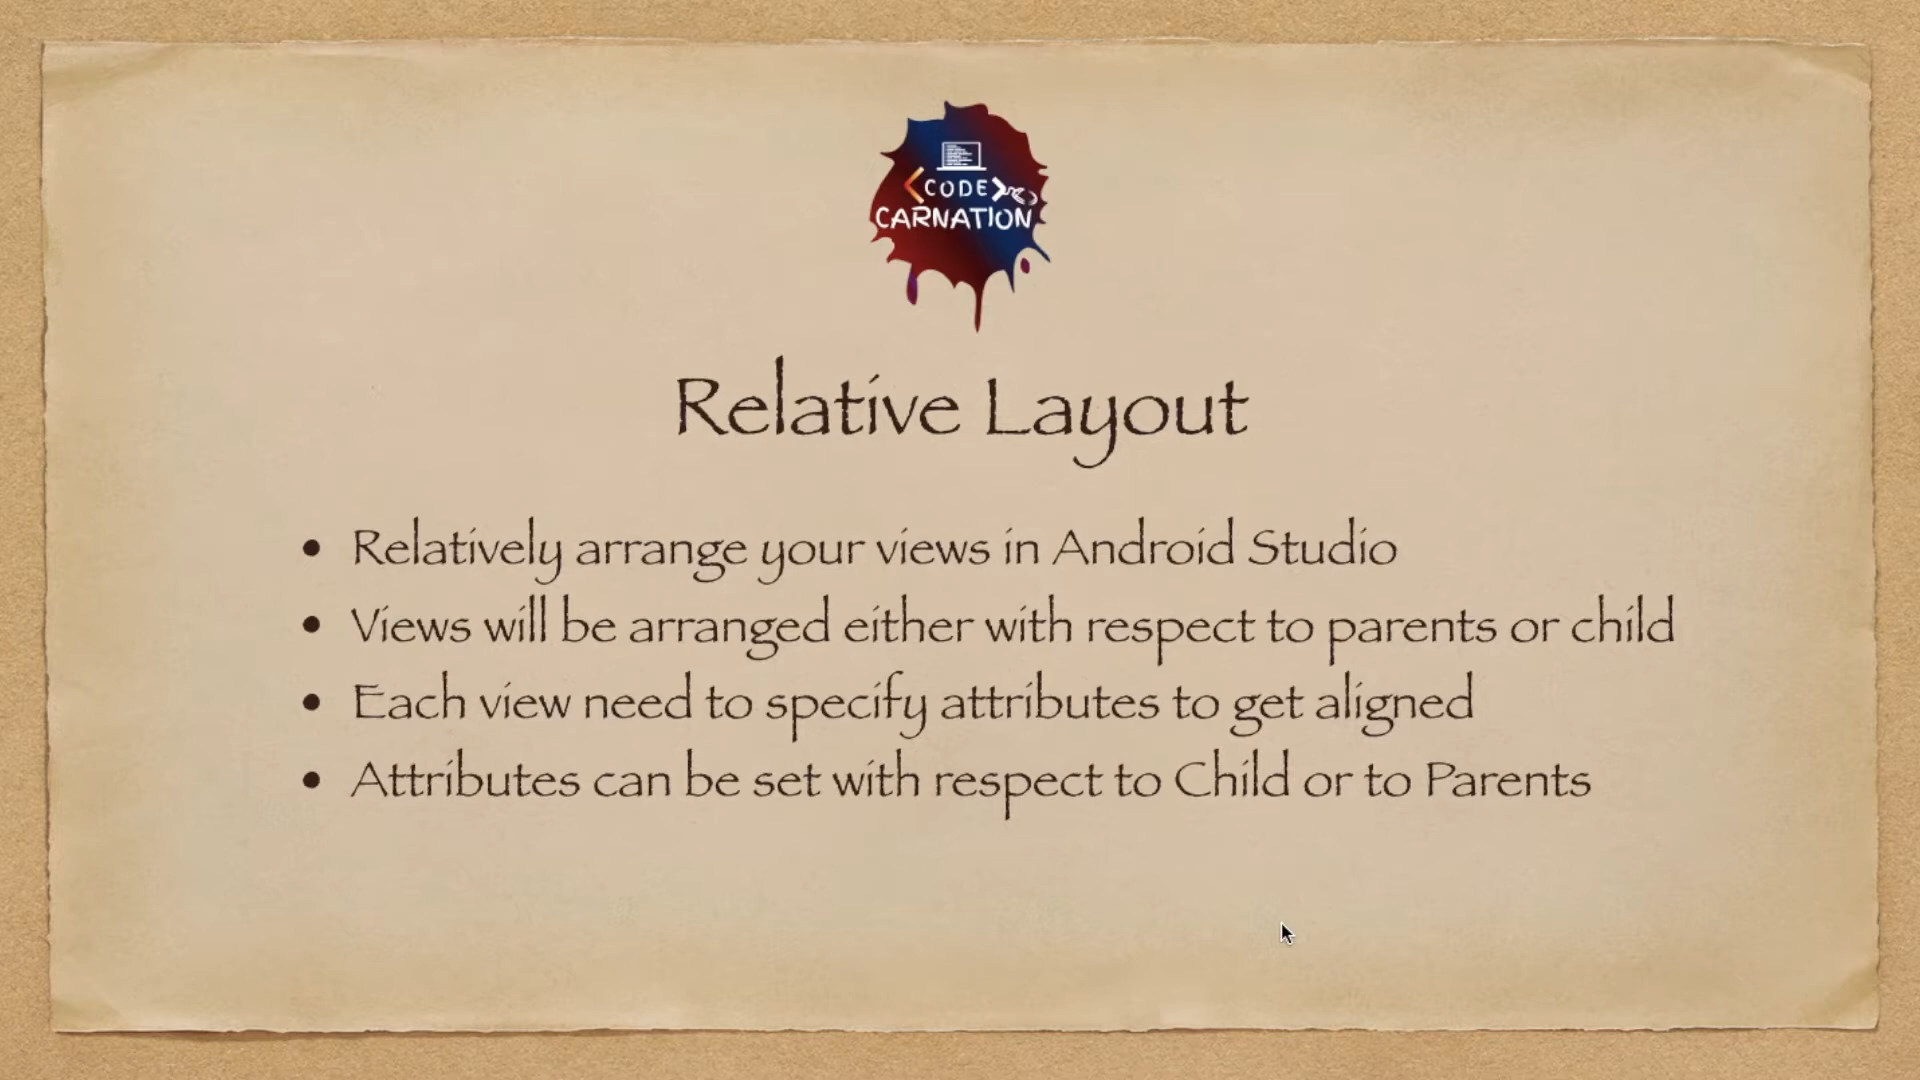 <CODE>
CARNATION
Relative Layout
• Relatively arrange your views in Android Studio
• Views will be arranged either with respect to parents or child
• Each view need to specify attributes to get aligned
• Attributes can be set with respect to Child or to Parents